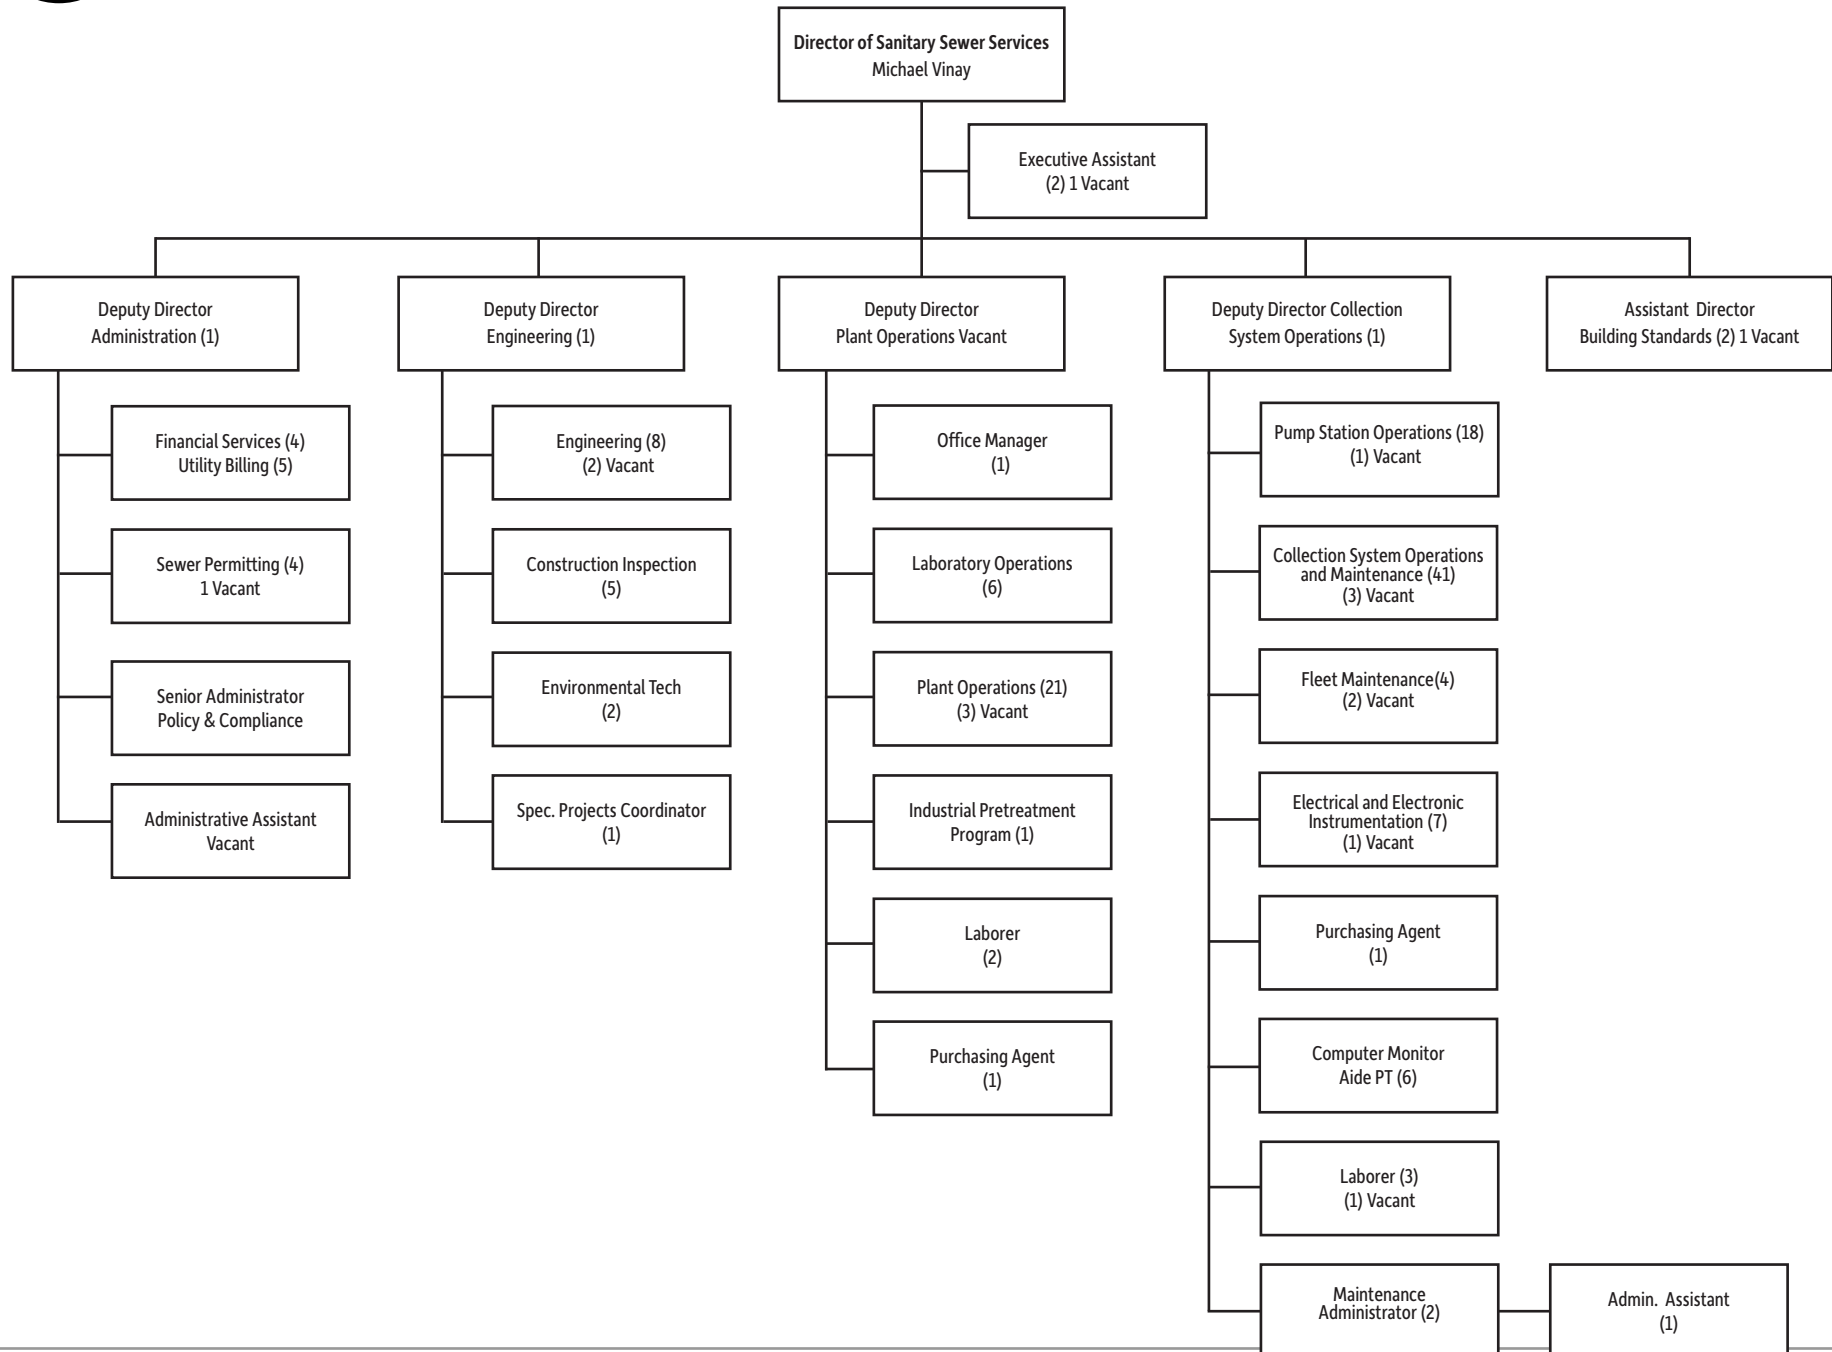 Director of Sanitary Sewer Services
Michael Vinay
Executive Assistant
(2) 1 Vacant
Deputy Director
Administration (1)
Deputy Director
Engineering (1)
Deputy Director
Plant Operations Vacant
Deputy Director Collection
System Operations (1)
Assistant Director
Building Standards (2) 1 Vacant
Financial Services (4)
Utility Billing (5)
Sewer Permitting (4)
1 Vacant
Senior Administrator
Policy & Compliance
Administrative Assistant
Vacant
Engineering (8)
(2) Vacant
Construction Inspection
(5)
Environmental Tech
(2)
Spec. Projects Coordinator
(1)
Office Manager
(1)
Laboratory Operations
(6)
Plant Operations (21)
(3) Vacant
Industrial Pretreatment
Program (1)
Laborer
(2)
Purchasing Agent
(1)
Pump Station Operations (18)
(1) Vacant
Collection System Operations
and Maintenance (41)
(3) Vacant
Fleet Maintenance(4)
(2) Vacant
Electrical and Electronic
Instrumentation (7)
(1) Vacant
Purchasing Agent
(1)
Computer Monitor
Aide PT (6)
Laborer (3)
(1) Vacant
Maintenance
Administrator (2)
Admin. Assistant
(1)